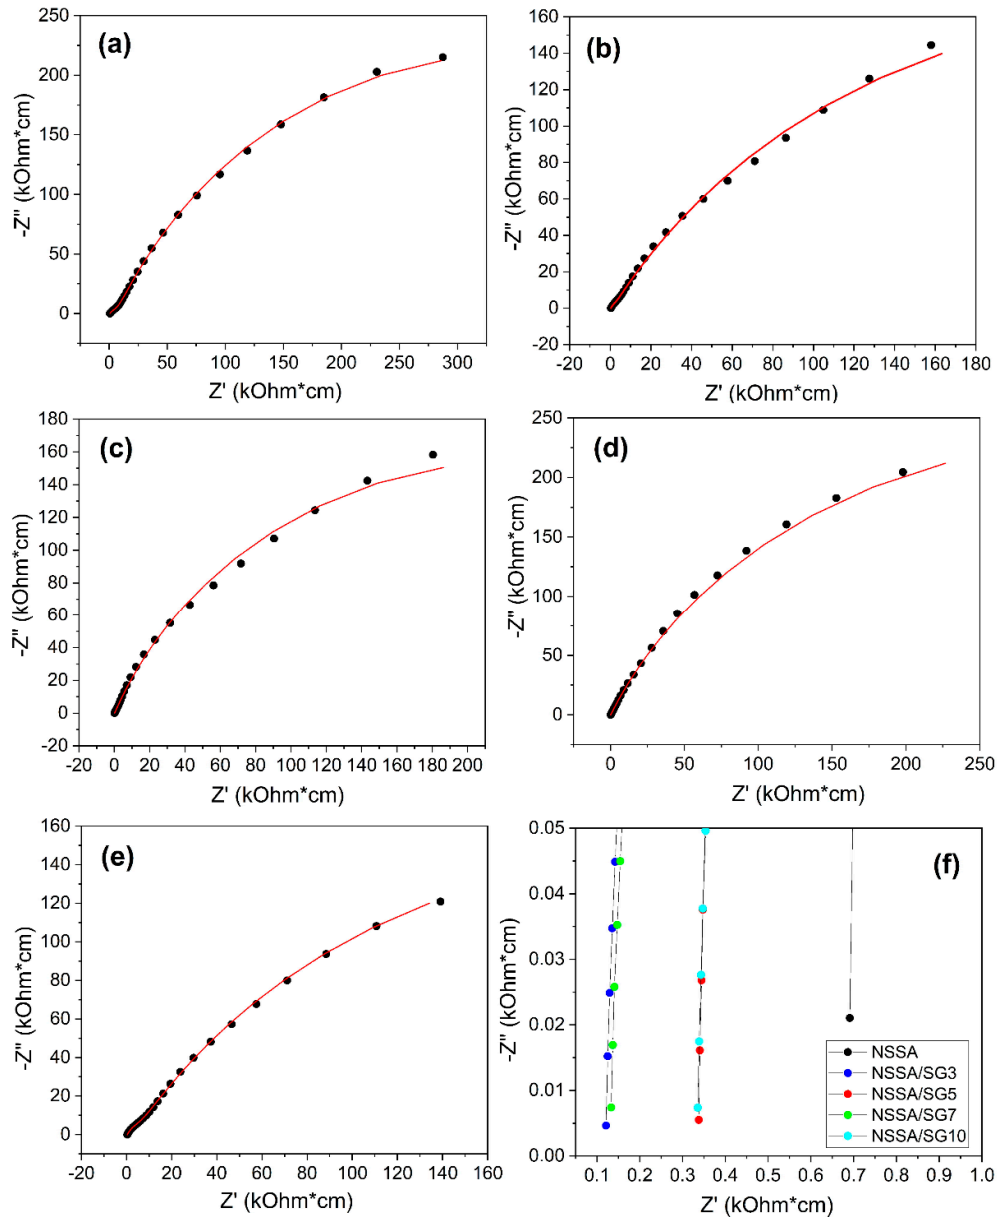 (a)
250
200
150
100
50
0
-Z'' (kOhm*cm)
0 50 100 150 200 250 300
Z' (kOhm*cm)
(b)
160
140
120
100
80
60
40
20
0
-20
-Z'' (kOhm*cm)
-20 0 20 40 60 80 100 120 140 160 180
Z' (kOhm*cm)
(c)
180
160
140
120
100
80
60
40
20
0
-20
-Z'' (kOhm*cm)
-20 0 20 40 60 80 100 120 140 160 180 200
Z' (kOhm*cm)
(d)
250
200
150
100
50
0
-Z'' (kOhm*cm)
0 50 100 150 200 250
Z' (kOhm*cm)
(e)
160
140
120
100
80
60
40
20
0
-20
-Z'' (kOhm*cm)
-20 0 20 40 60 80 100 120 140 160
Z' (kOhm*cm)
(f)
0.05
0.04
0.03
0.02
0.01
0.00
-Z'' (kOhm*cm)
0.1 0.2 0.3 0.4 0.5 0.6 0.7 0.8 0.9 1.0
Z' (kOhm*cm)
NSSA
NSSA/SG3
NSSA/SG5
NSSA/SG7
NSSA/SG10